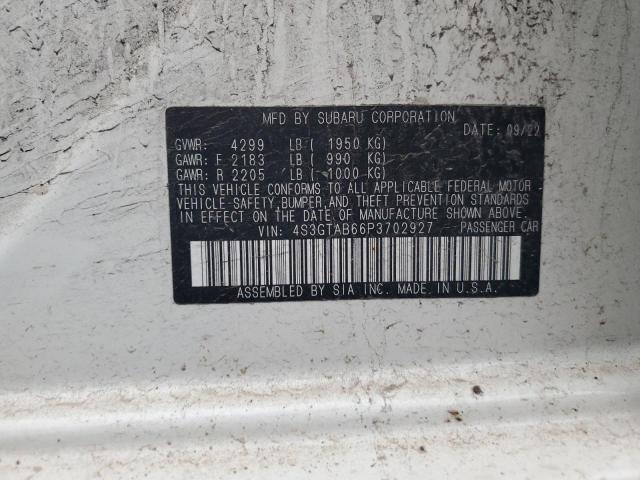 MFD BY SUBARU CORPORATION
DATE: 09/22
GVWR: 4299 LB ( 1950 KG)
GAWR: F 2183 LB ( 990 KG)
GAWR: R 2205 LB ( 1000 KG)
THIS VEHICLE CONFORMS TO ALL APPLICABLE FEDERAL MOTOR
VEHICLE-SAFETY,BUMPER,AND THEFT PREVENTION STANDARDS
IN EFFECT ON THE DATE OF MANUFACTURE SHOWN ABOVE.
VIN: 4S3GTAB66P3702927 PASSENGER CAR
ASSEMBLED BY SIA INC. MADE IN U.S.A.